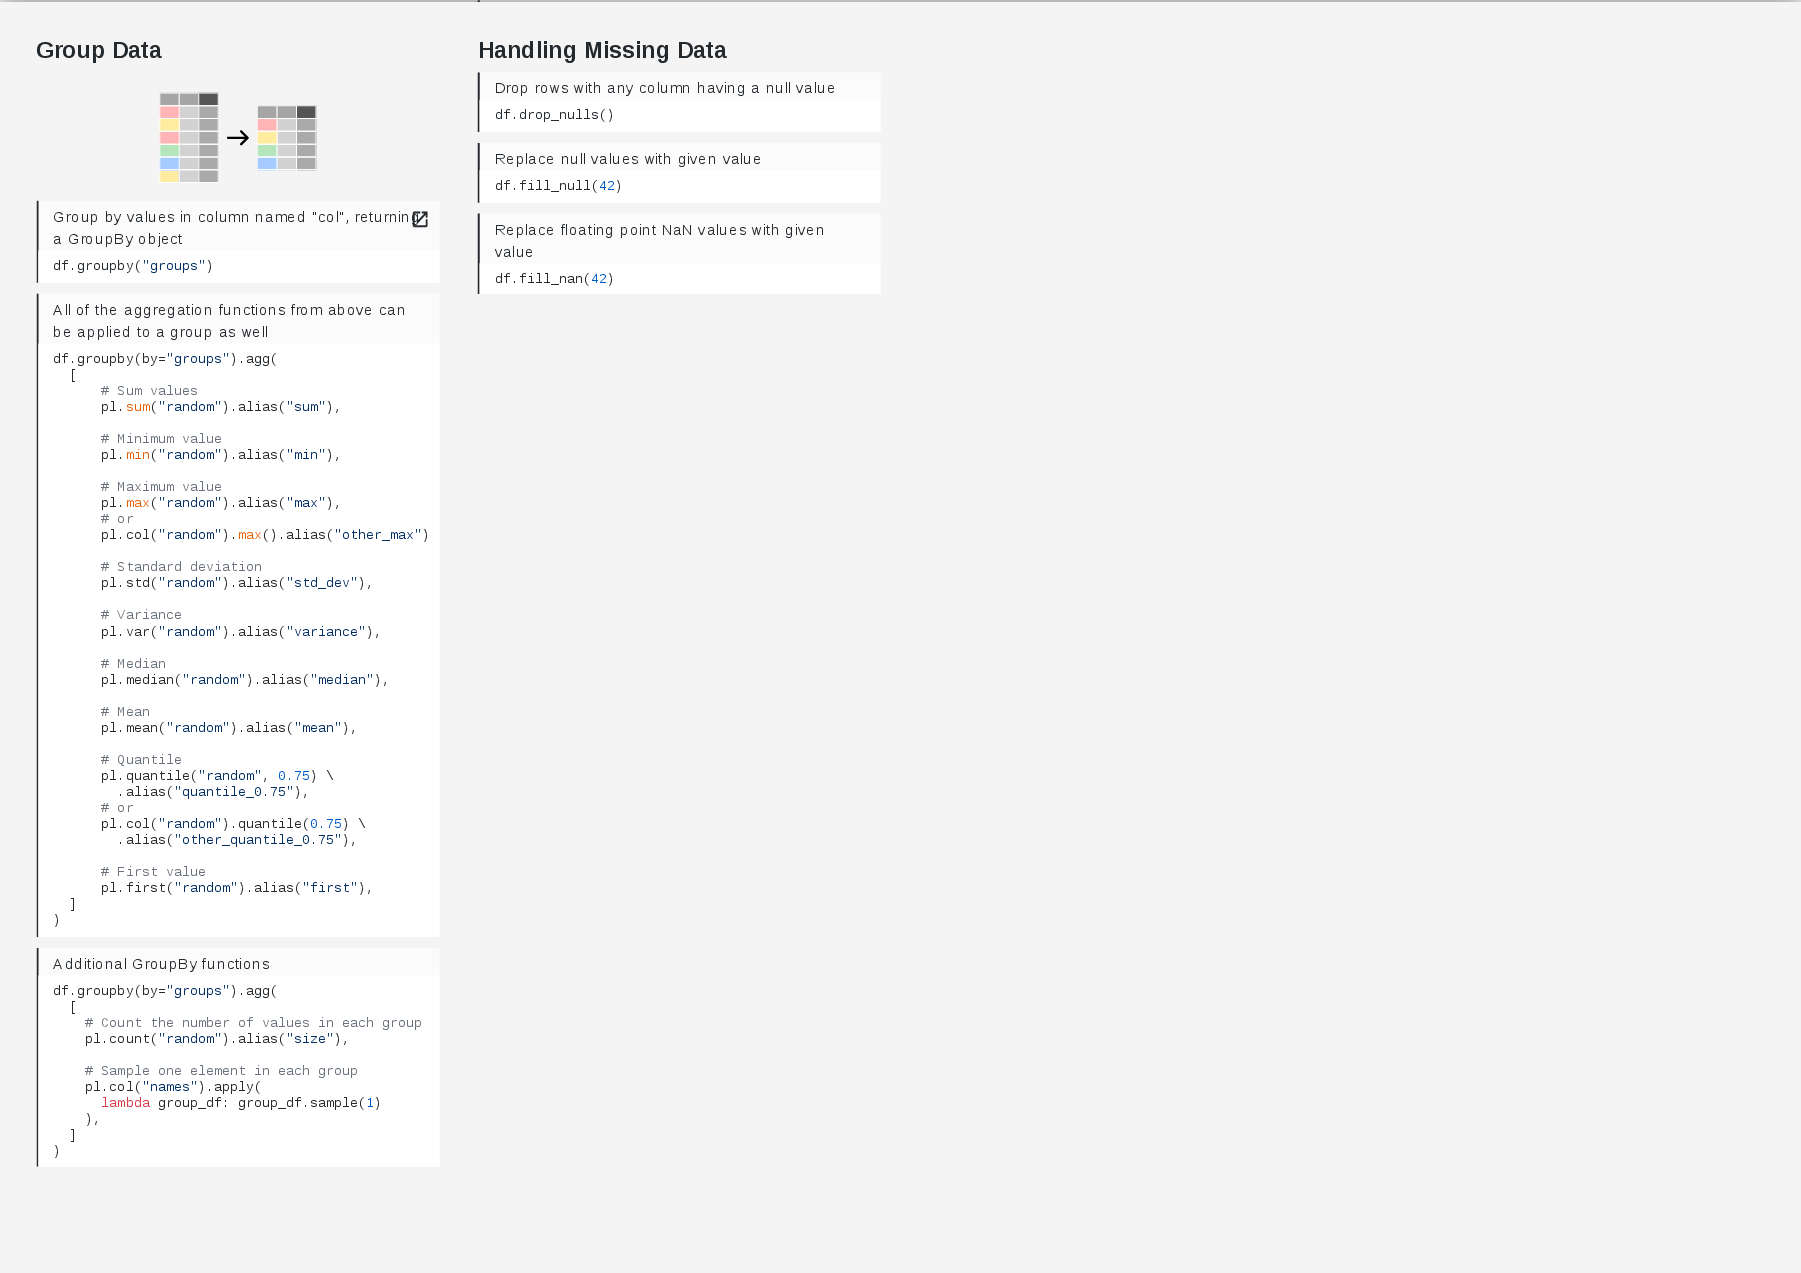 Group Data
Group by values in column named "col", returning
a GroupBy object
df.groupby("groups")
All of the aggregation functions from above can
be applied to a group as well
df.groupby(by="groups").agg(
  [
      # Sum values
      pl.sum("random").alias("sum"),

      # Minimum value
      pl.min("random").alias("min"),

      # Maximum value
      pl.max("random").alias("max"),
      # or
      pl.col("random").max().alias("other_max")

      # Standard deviation
      pl.std("random").alias("std_dev"),

      # Variance
      pl.var("random").alias("variance"),

      # Median
      pl.median("random").alias("median"),

      # Mean
      pl.mean("random").alias("mean"),

      # Quantile
      pl.quantile("random", 0.75) \
        .alias("quantile_0.75"),
      # or
      pl.col("random").quantile(0.75) \
        .alias("other_quantile_0.75"),

      # First value
      pl.first("random").alias("first"),
  ]
)
Additional GroupBy functions
df.groupby(by="groups").agg(
  [
    # Count the number of values in each group
    pl.count("random").alias("size"),

    # Sample one element in each group
    pl.col("names").apply(
      lambda group_df: group_df.sample(1)
    ),
  ]
)
Handling Missing Data
Drop rows with any column having a null value
df.drop_nulls()
Replace null values with given value
df.fill_null(42)
Replace floating point NaN values with given
value
df.fill_nan(42)